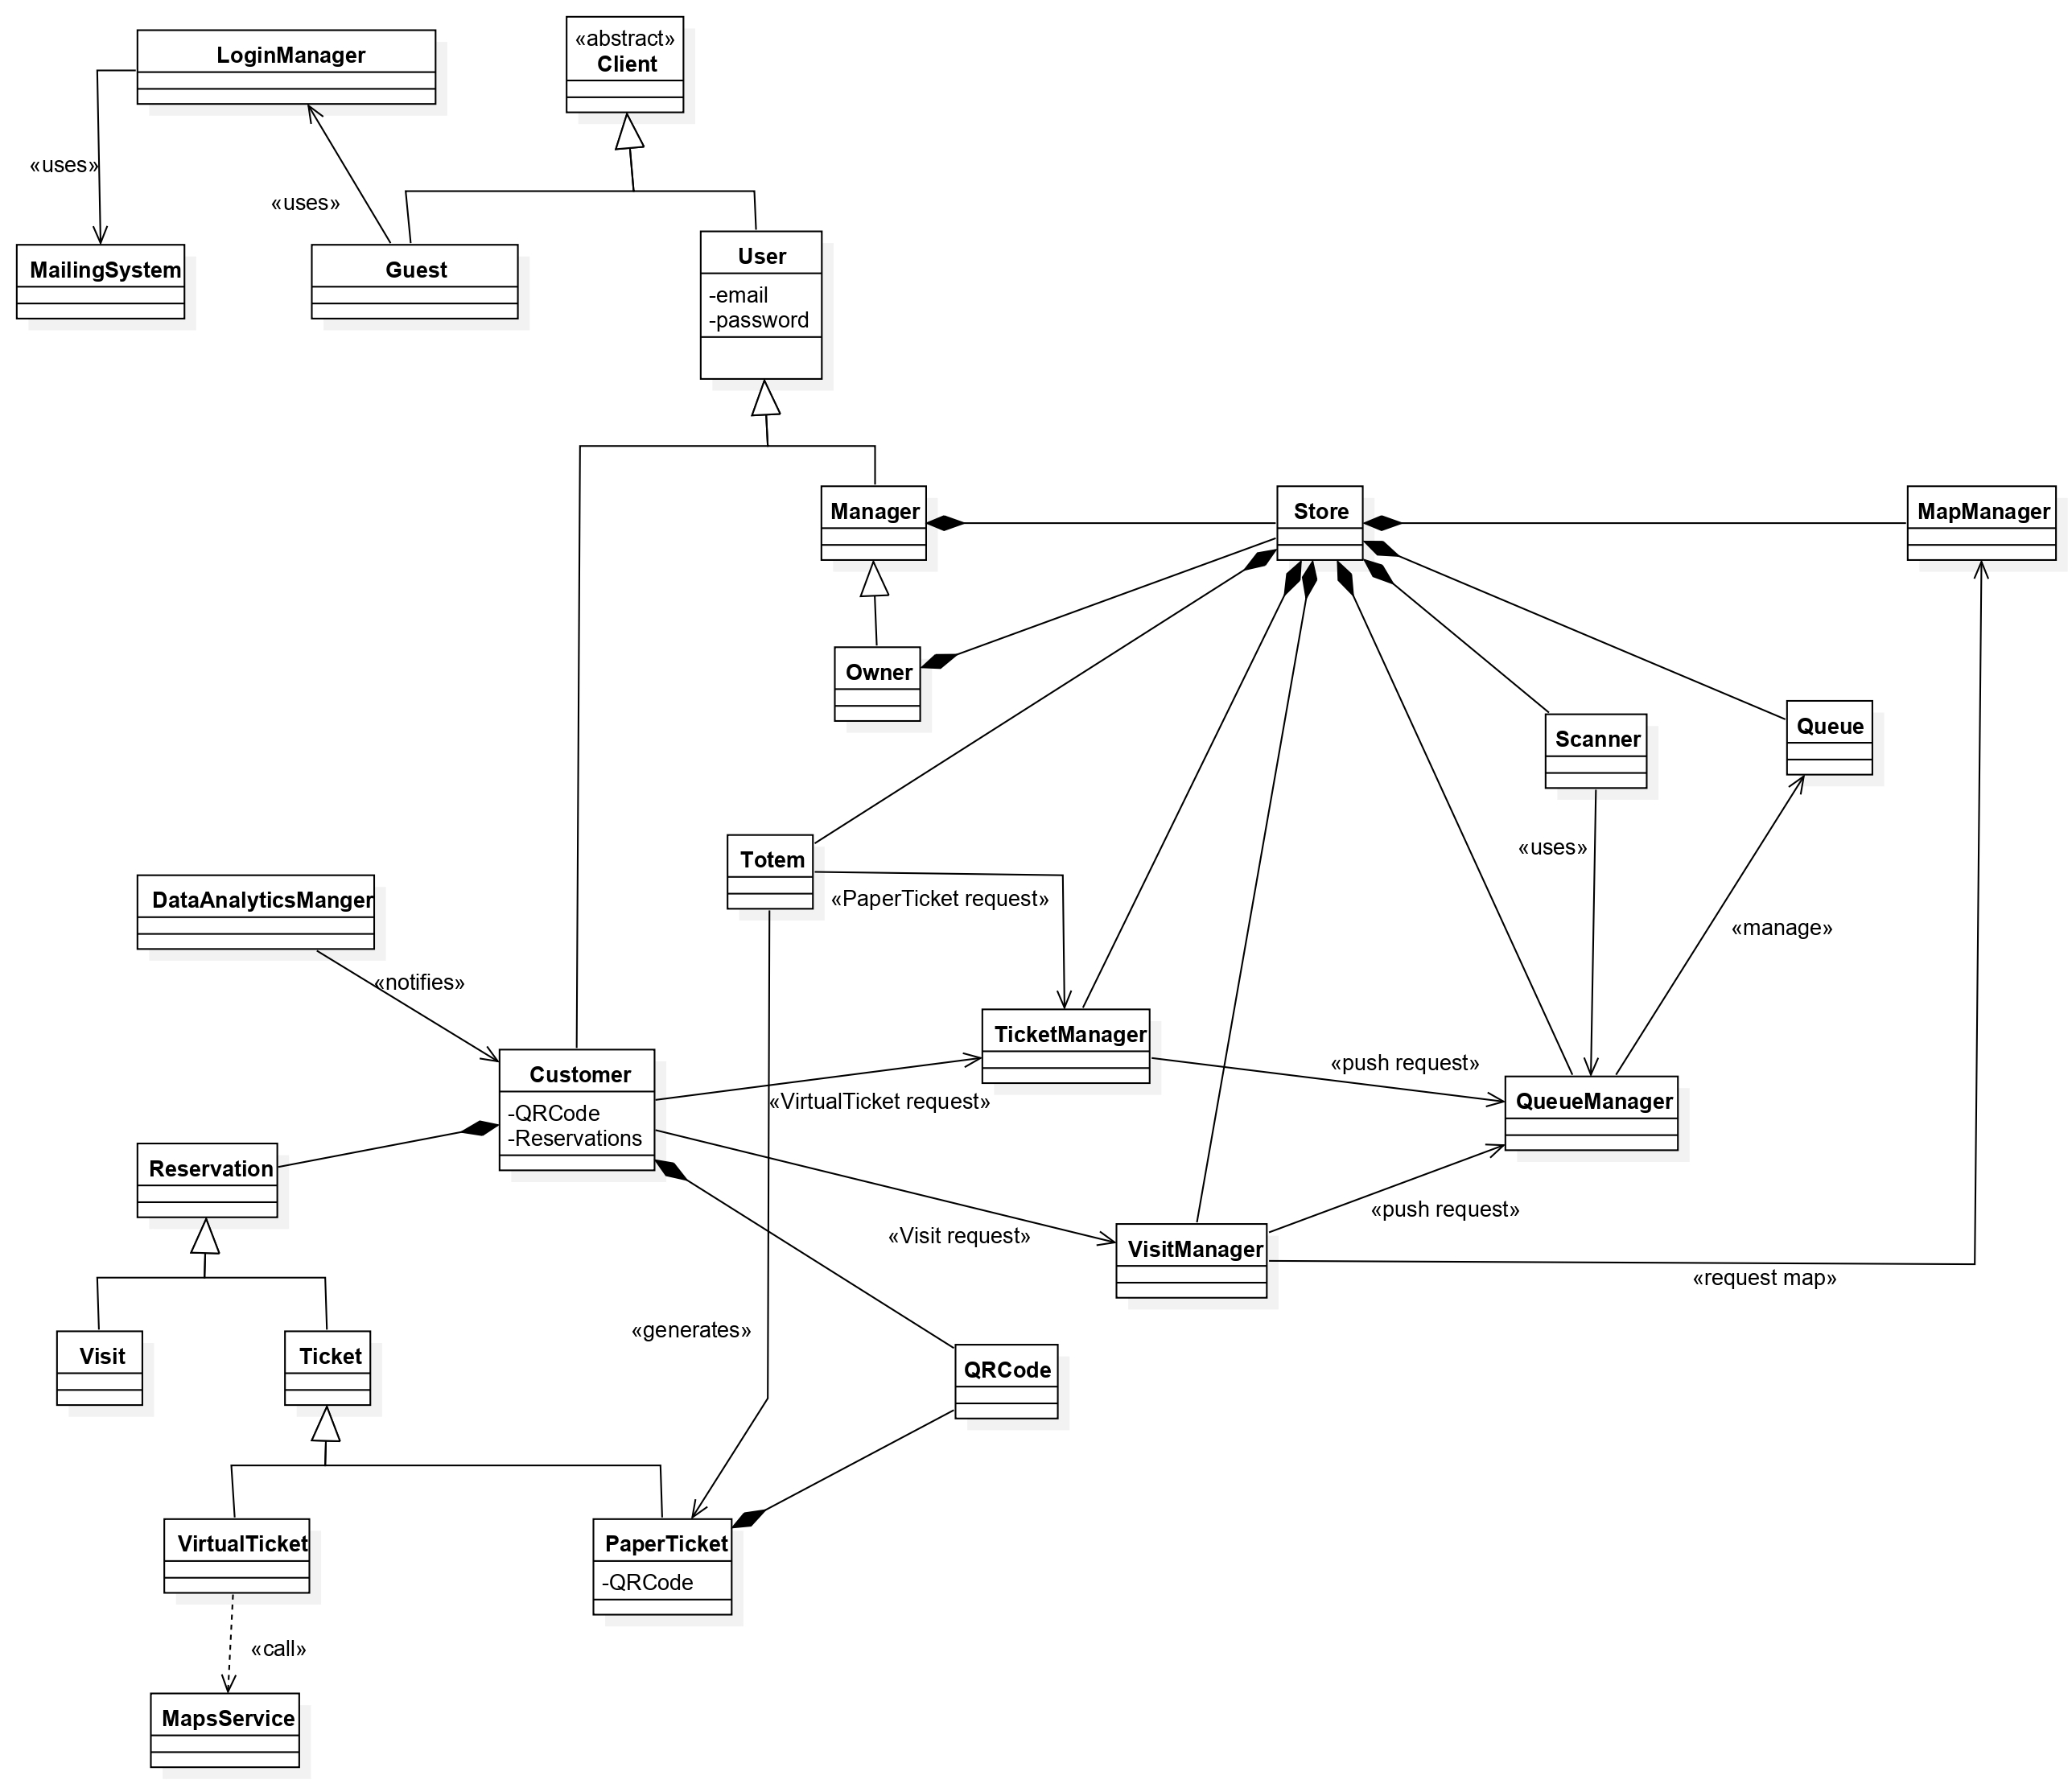 «abstract»
Client
LoginManager
«uses»
«uses»
MailingSystem
Guest
User
-email
-password
Manager
Store
MapManager
Owner
Queue
Scanner
«uses»
Totem
«PaperTicket request»
DataAnalyticsManger
«manage»
«notifies»
TicketManager
«push request»
Customer
-QRCode
-Reservations
«VirtualTicket request»
QueueManager
Reservation
«push request»
«Visit request»
VisitManager
«request map»
«generates»
Visit
Ticket
QRCode
VirtualTicket
PaperTicket
-QRCode
«call»
MapsService